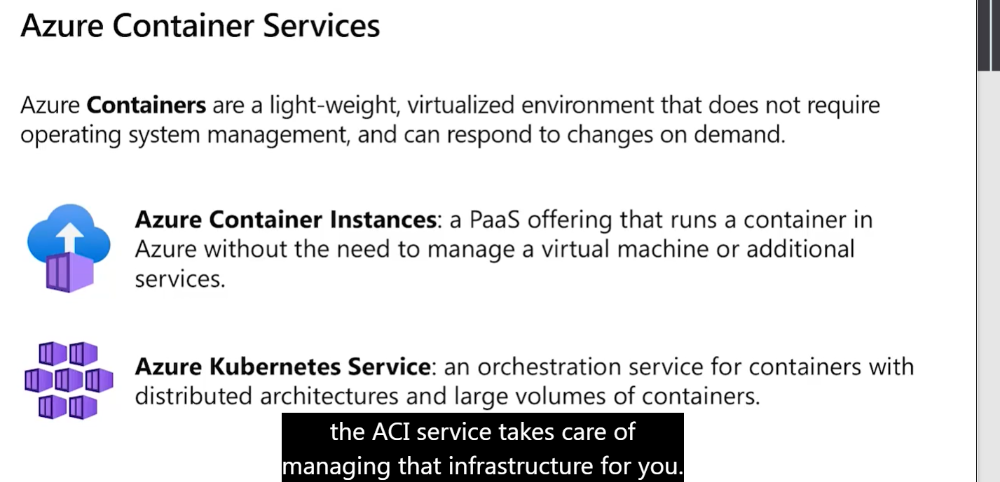 Azure Container Services
Azure Containers are a light-weight, virtualized environment that does not require
operating system management, and can respond to changes on demand.
Azure Container Instances: a PaaS offering that runs a container in
Azure without the need to manage a virtual machine or additional
services.
Azure Kubernetes Service: an orchestration service for containers with
distributed architectures and large volumes of containers.
the ACI service takes care of
managing that infrastructure for you.